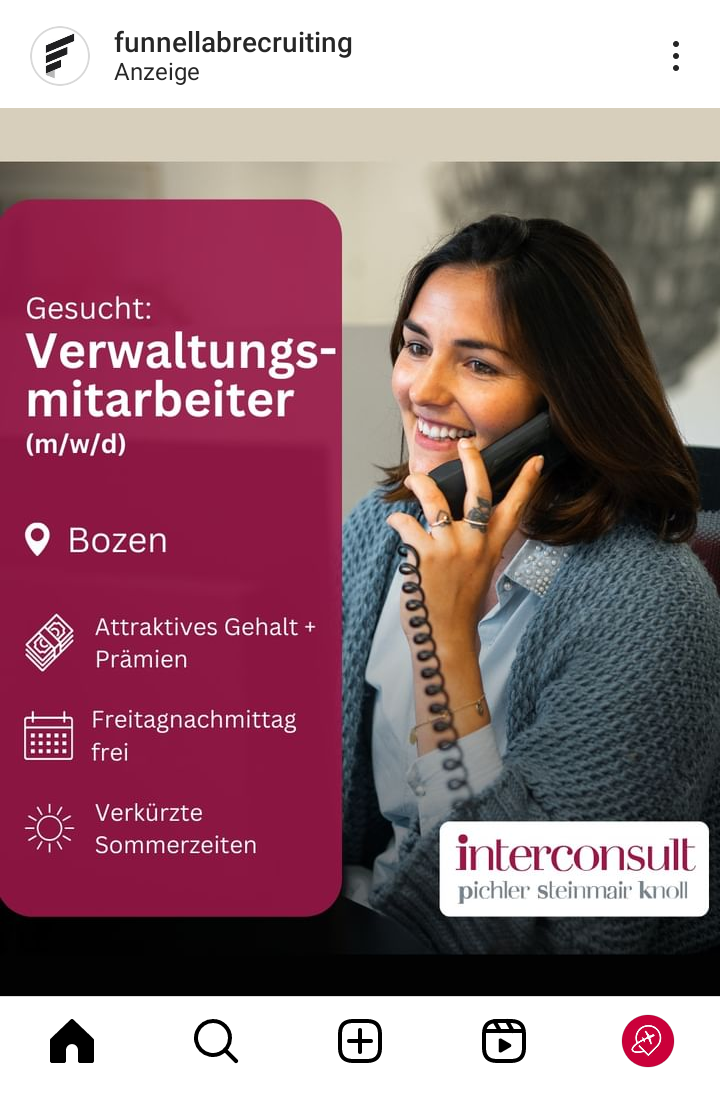 funnellabrecruiting
Anzeige
Gesucht:
Verwaltungs-
mitarbeiter
(m/w/d)
Bozen
Attraktives Gehalt +
Prämien
Freitagnachmittag
frei
Verkürzte
Sommerzeiten
interconsult
pichler steinmair knoll